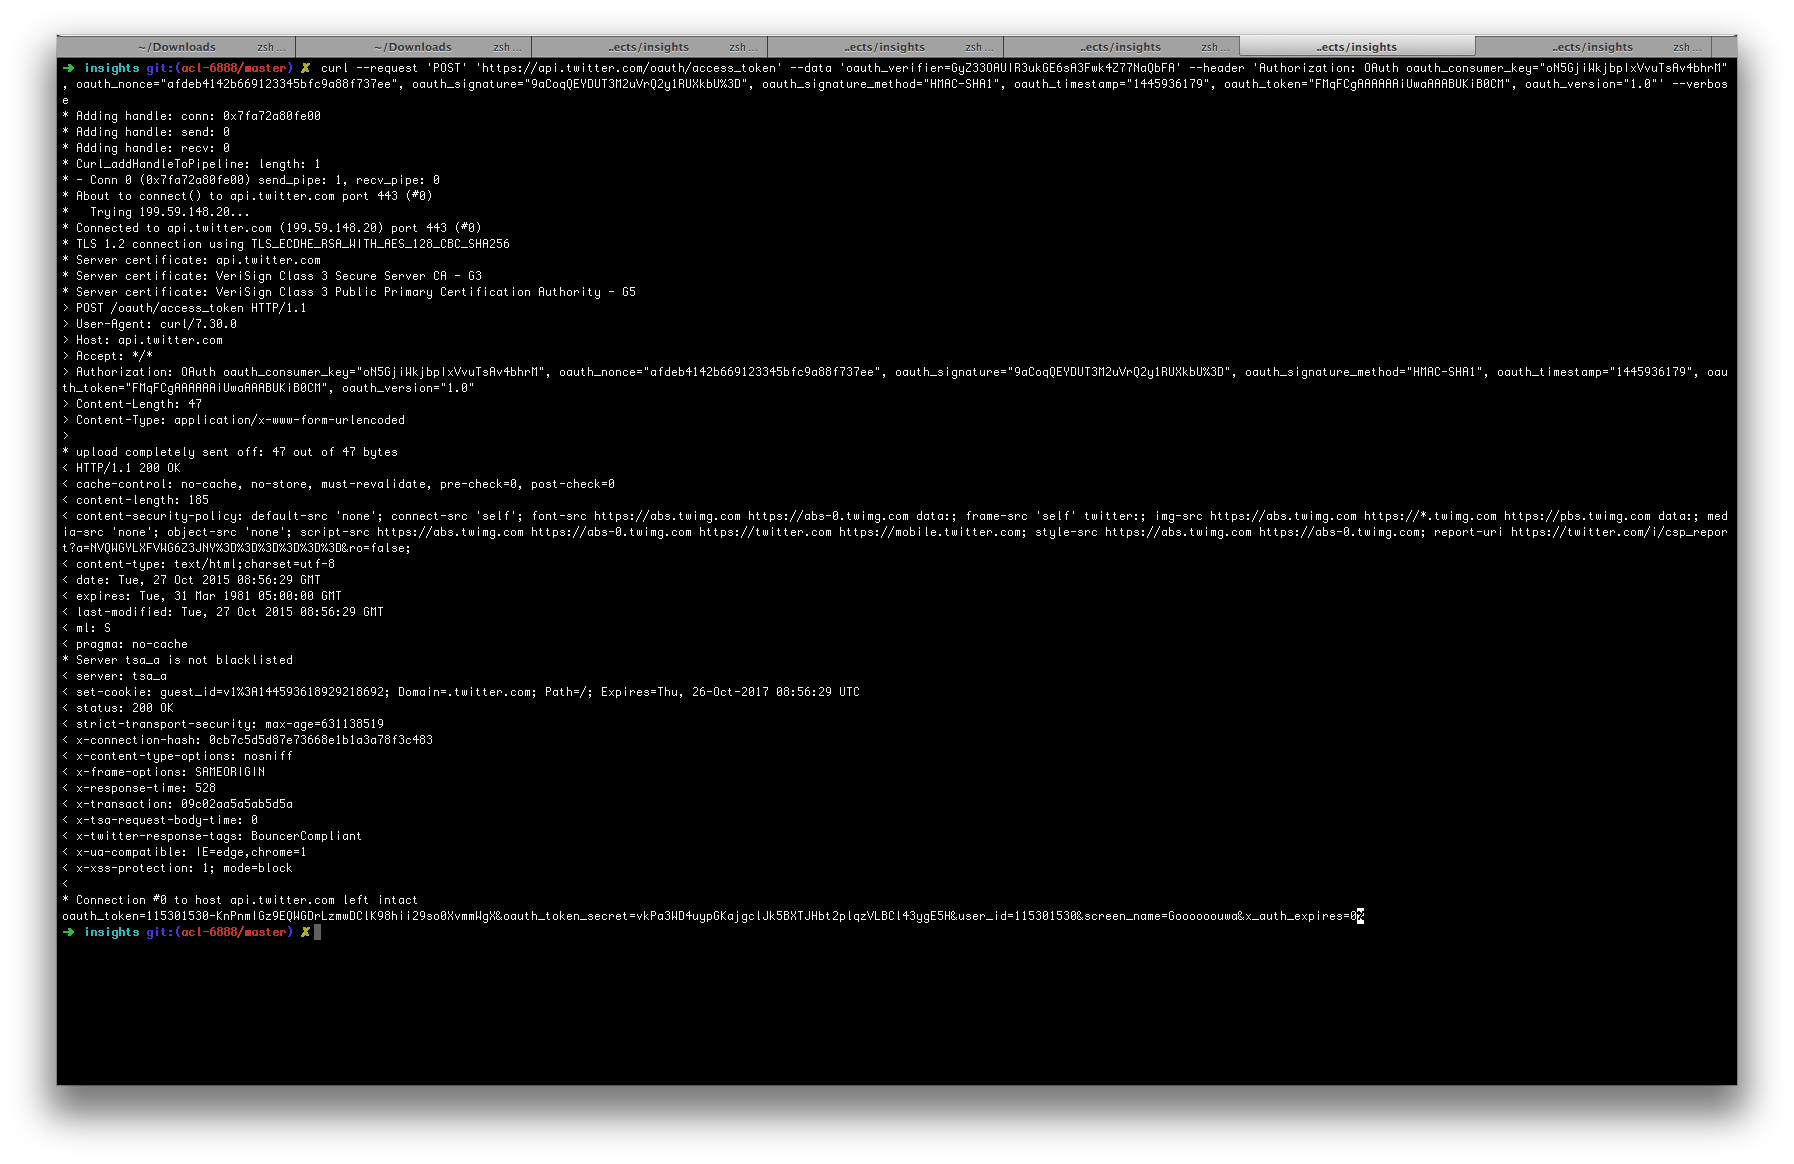 ~/Downloads zsh ... ~/Downloads zsh ... ..ects/insights zsh ... ..ects/insights zsh ... ..ects/insights zsh ... ..ects/insights ..ects/insights zsh ...
➜ insights git:(acl-6888/master) ✗ curl --request 'POST' 'https://api.twitter.com/oauth/access_token' --data 'oauth_verifier=GyZ33OAUIR3ukGE6sA3Fwk4Z77NaQbFA' --header 'Authorization: OAuth oauth_consumer_key="oN5GjiWkjbpIxVvuTsAv4bhrM"
, oauth_nonce="afdeb4142b669123345bfc9a88f737ee", oauth_signature="9aCoqQEYDUT3M2uVrQ2y1RUXkbU%3D", oauth_signature_method="HMAC-SHA1", oauth_timestamp="1445936179", oauth_token="FMqFCgAAAAAAiUwaAAABUKiB0CM", oauth_version="1.0"' --verbos
e
* Adding handle: conn: 0x7fa72a80fe00
* Adding handle: send: 0
* Adding handle: recv: 0
* Curl_addHandleToPipeline: length: 1
* - Conn 0 (0x7fa72a80fe00) send_pipe: 1, recv_pipe: 0
* About to connect() to api.twitter.com port 443 (#0)
*   Trying 199.59.148.20...
* Connected to api.twitter.com (199.59.148.20) port 443 (#0)
* TLS 1.2 connection using TLS_ECDHE_RSA_WITH_AES_128_CBC_SHA256
* Server certificate: api.twitter.com
* Server certificate: VeriSign Class 3 Secure Server CA - G3
* Server certificate: VeriSign Class 3 Public Primary Certification Authority - G5
> POST /oauth/access_token HTTP/1.1
> User-Agent: curl/7.30.0
> Host: api.twitter.com
> Accept: */*
> Authorization: OAuth oauth_consumer_key="oN5GjiWkjbpIxVvuTsAv4bhrM", oauth_nonce="afdeb4142b669123345bfc9a88f737ee", oauth_signature="9aCoqQEYDUT3M2uVrQ2y1RUXkbU%3D", oauth_signature_method="HMAC-SHA1", oauth_timestamp="1445936179", oau
th_token="FMqFCgAAAAAAiUwaAAABUKiB0CM", oauth_version="1.0"
> Content-Length: 47
> Content-Type: application/x-www-form-urlencoded
>
* upload completely sent off: 47 out of 47 bytes
< HTTP/1.1 200 OK
< cache-control: no-cache, no-store, must-revalidate, pre-check=0, post-check=0
< content-length: 185
< content-security-policy: default-src 'none'; connect-src 'self'; font-src https://abs.twimg.com https://abs-0.twimg.com data:; frame-src 'self' twitter:; img-src https://abs.twimg.com https://*.twimg.com https://pbs.twimg.com data:; med
ia-src 'none'; object-src 'none'; script-src https://abs.twimg.com https://abs-0.twimg.com https://twitter.com https://mobile.twitter.com; style-src https://abs.twimg.com https://abs-0.twimg.com; report-uri https://twitter.com/i/csp_repor
t?a=NVQWGYLXFVWG6Z3JNY%3D%3D%3D%3D%3D%3D&ro=false;
< content-type: text/html;charset=utf-8
< date: Tue, 27 Oct 2015 08:56:29 GMT
< expires: Tue, 31 Mar 1981 05:00:00 GMT
< last-modified: Tue, 27 Oct 2015 08:56:29 GMT
< ml: S
< pragma: no-cache
* Server tsa_a is not blacklisted
< server: tsa_a
< set-cookie: guest_id=v1%3A144593618929218692; Domain=.twitter.com; Path=/; Expires=Thu, 26-Oct-2017 08:56:29 UTC
< status: 200 OK
< strict-transport-security: max-age=631138519
< x-connection-hash: 0cb7c5d5d87e73668e1b1a3a78f3c483
< x-content-type-options: nosniff
< x-frame-options: SAMEORIGIN
< x-response-time: 528
< x-transaction: 09c02aa5a5ab5d5a
< x-tsa-request-body-time: 0
< x-twitter-response-tags: BouncerCompliant
< x-ua-compatible: IE=edge,chrome=1
< x-xss-protection: 1; mode=block
<
* Connection #0 to host api.twitter.com left intact
oauth_token=115301530-KnPnmIGz9EQWGDrLzmwDClK98hii29so0XvmmWgX&oauth_token_secret=vkPa3WD4uypGKajgclJk5BXTJHbt2plqzVLBCl43ygE5H&user_id=115301530&screen_name=Goooooouwa&x_auth_expires=0%
➜ insights git:(acl-6888/master) ✗